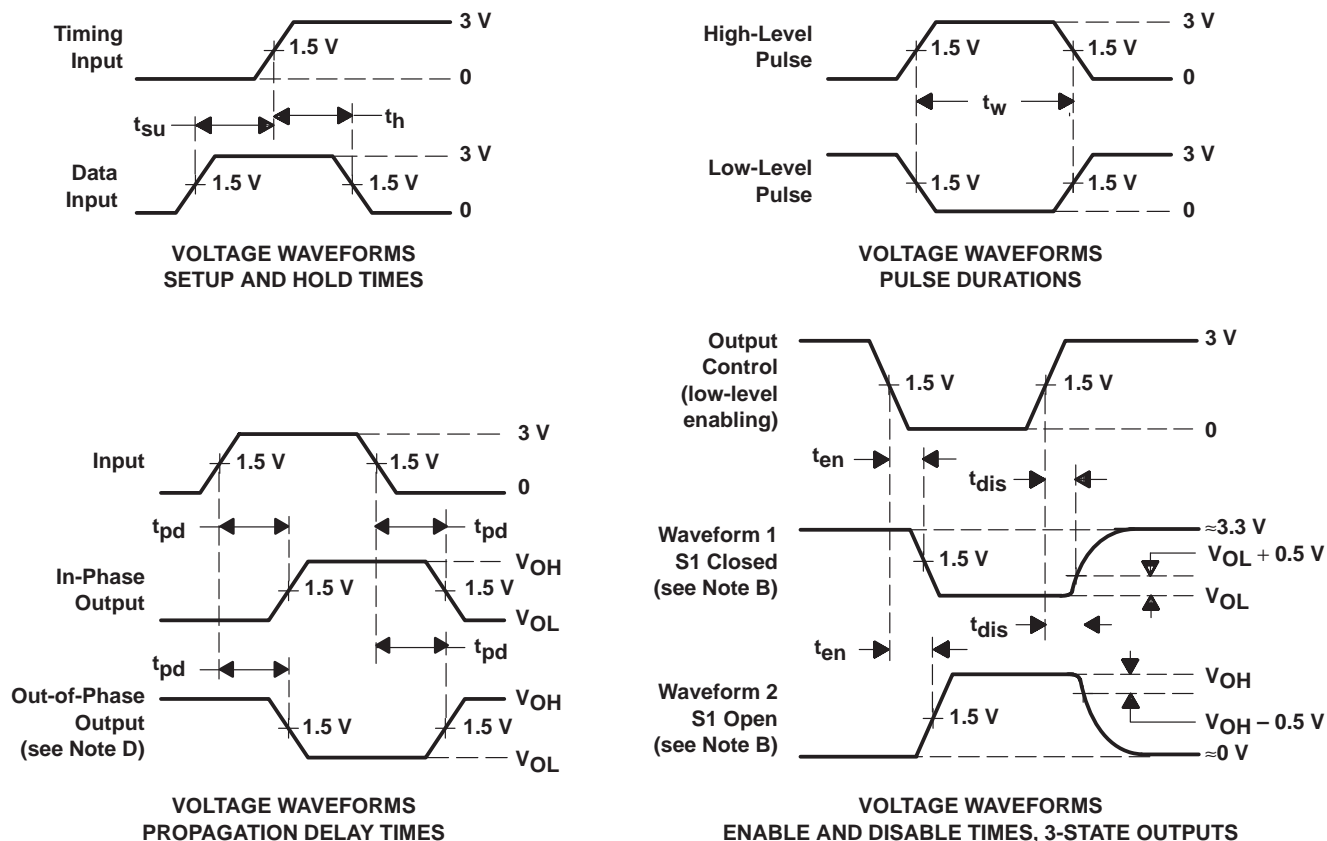 Timing
Input
1.5 V
3 V
0
tsu
th
Data
Input
1.5 V
1.5 V
3 V
0
VOLTAGE WAVEFORMS
SETUP AND HOLD TIMES
High-Level
Pulse
1.5 V
1.5 V
3 V
0
tw
Low-Level
Pulse
1.5 V
1.5 V
3 V
0
VOLTAGE WAVEFORMS
PULSE DURATIONS
Input
1.5 V
1.5 V
3 V
0
tpd
tpd
In-Phase
Output
1.5 V
1.5 V
VOH
VOL
tpd
tpd
Out-of-Phase
Output
(see Note D)
1.5 V
1.5 V
VOH
VOL
VOLTAGE WAVEFORMS
PROPAGATION DELAY TIMES
Output
Control
(low-level
enabling)
1.5 V
1.5 V
3 V
0
ten
tdis
Waveform 1
S1 Closed
(see Note B)
1.5 V
≈3.3 V
VOL + 0.5 V
VOL
ten
tdis
Waveform 2
S1 Open
(see Note B)
1.5 V
VOH
VOH – 0.5 V
≈0 V
VOLTAGE WAVEFORMS
ENABLE AND DISABLE TIMES, 3-STATE OUTPUTS